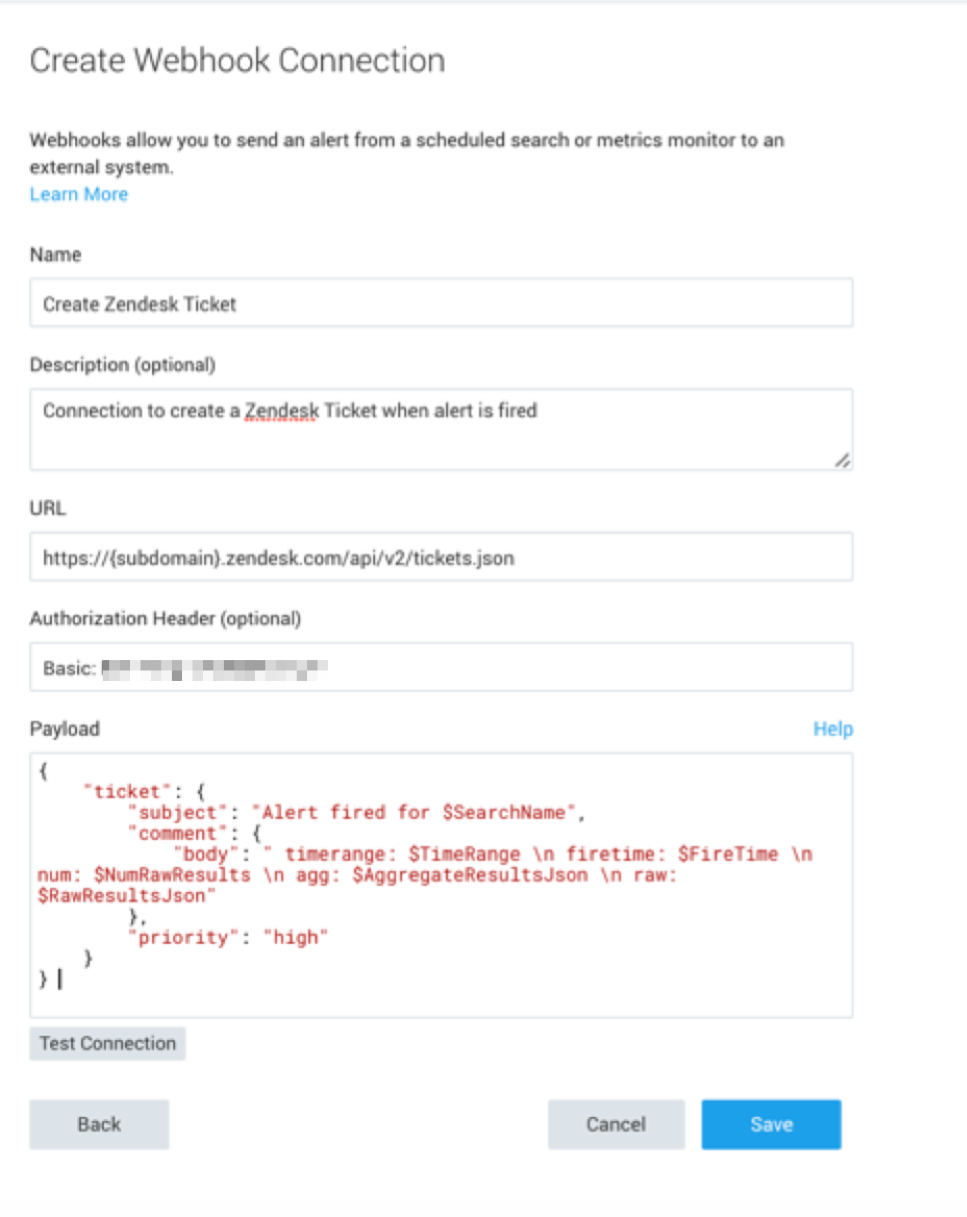 Create Webhook Connection
Webhooks allow you to send an alert from a scheduled search or metrics monitor to an
external system.
Learn More
Name
Create Zendesk Ticket
Description (optional)
Connection to create a Zendesk Ticket when alert is fired
URL
https://{subdomain}.zendesk.com/api/v2/tickets.json
Authorization Header (optional)
Basic:
Payload
Help
{
    "ticket": {
        "subject": "Alert fired for $SearchName",
        "comment": {
            "body": " timerange: $TimeRange \n firetime: $FireTime \n
num: $NumRawResults \n agg: $AggregateResultsJson \n raw:
$RawResultsJson"
        },
        "priority": "high"
    }
}
Test Connection
Back
Cancel
Save